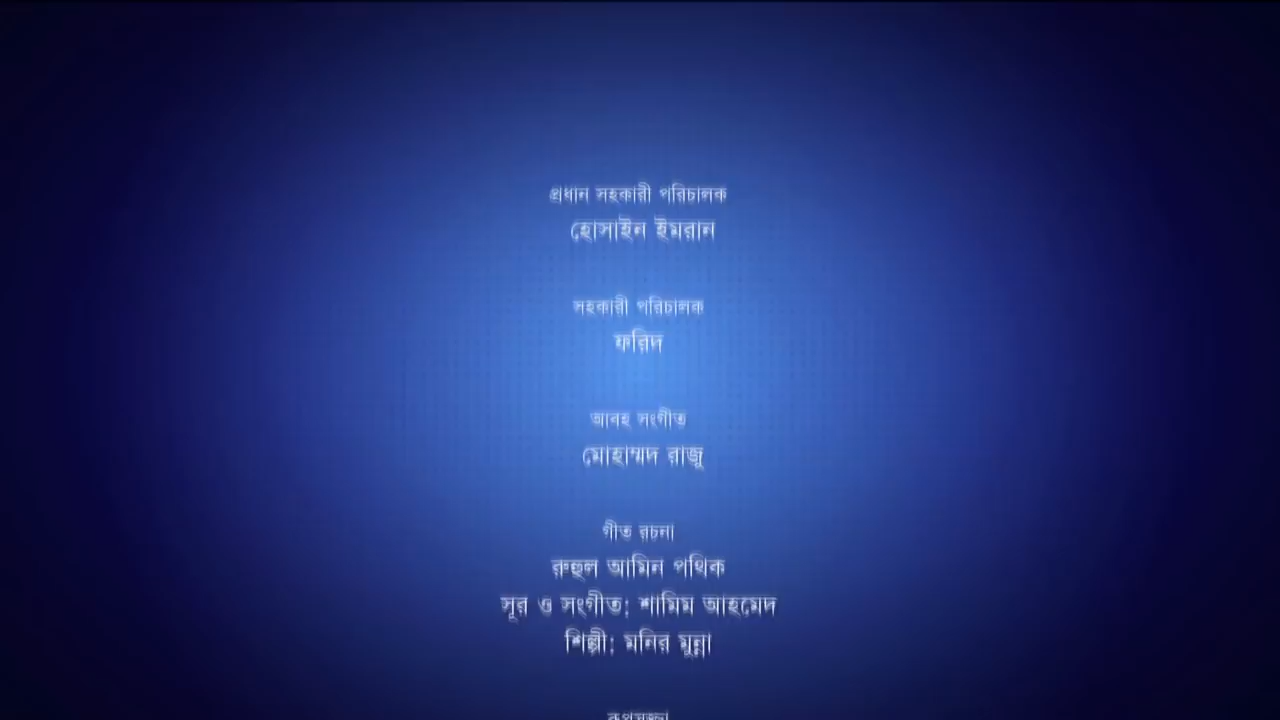 প্রধান সহকারী পরিচালক
হোসাইন ইমরান
সহকারী পরিচালক
ফরিদ
আবহ সংগীত
মোহাম্মদ রাজু
গীত রচনা
রুহুল আমিন পথিক
সূর ও সংগীত: শামিম আহমেদ
শিল্পী: মনির মুন্না